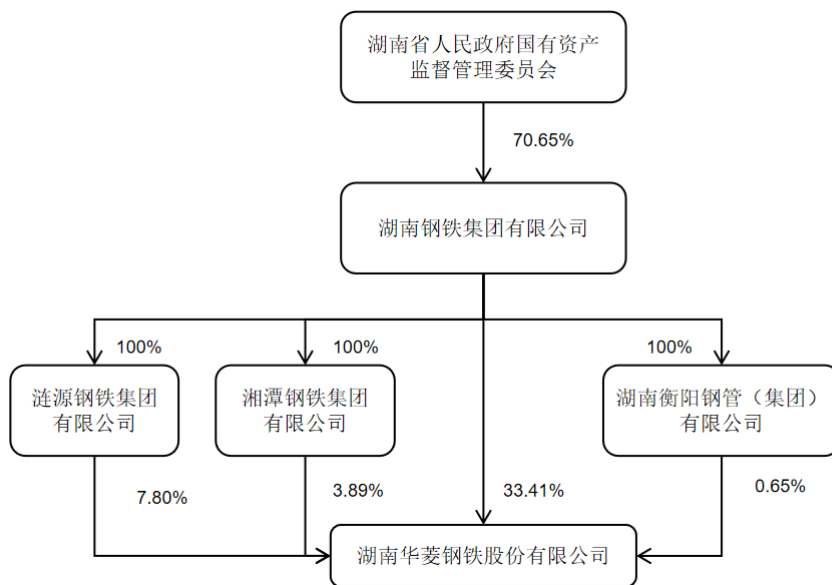 湖南省人民政府国有资产
监督管理委员会
70.65%
湖南钢铁集团有限公司
100%
100%
100%
涟源钢铁集团
有限公司
湘潭钢铁集团
有限公司
湖南衡阳钢管（集团）
有限公司
7.80%
3.89%
33.41%
0.65%
湖南华菱钢铁股份有限公司